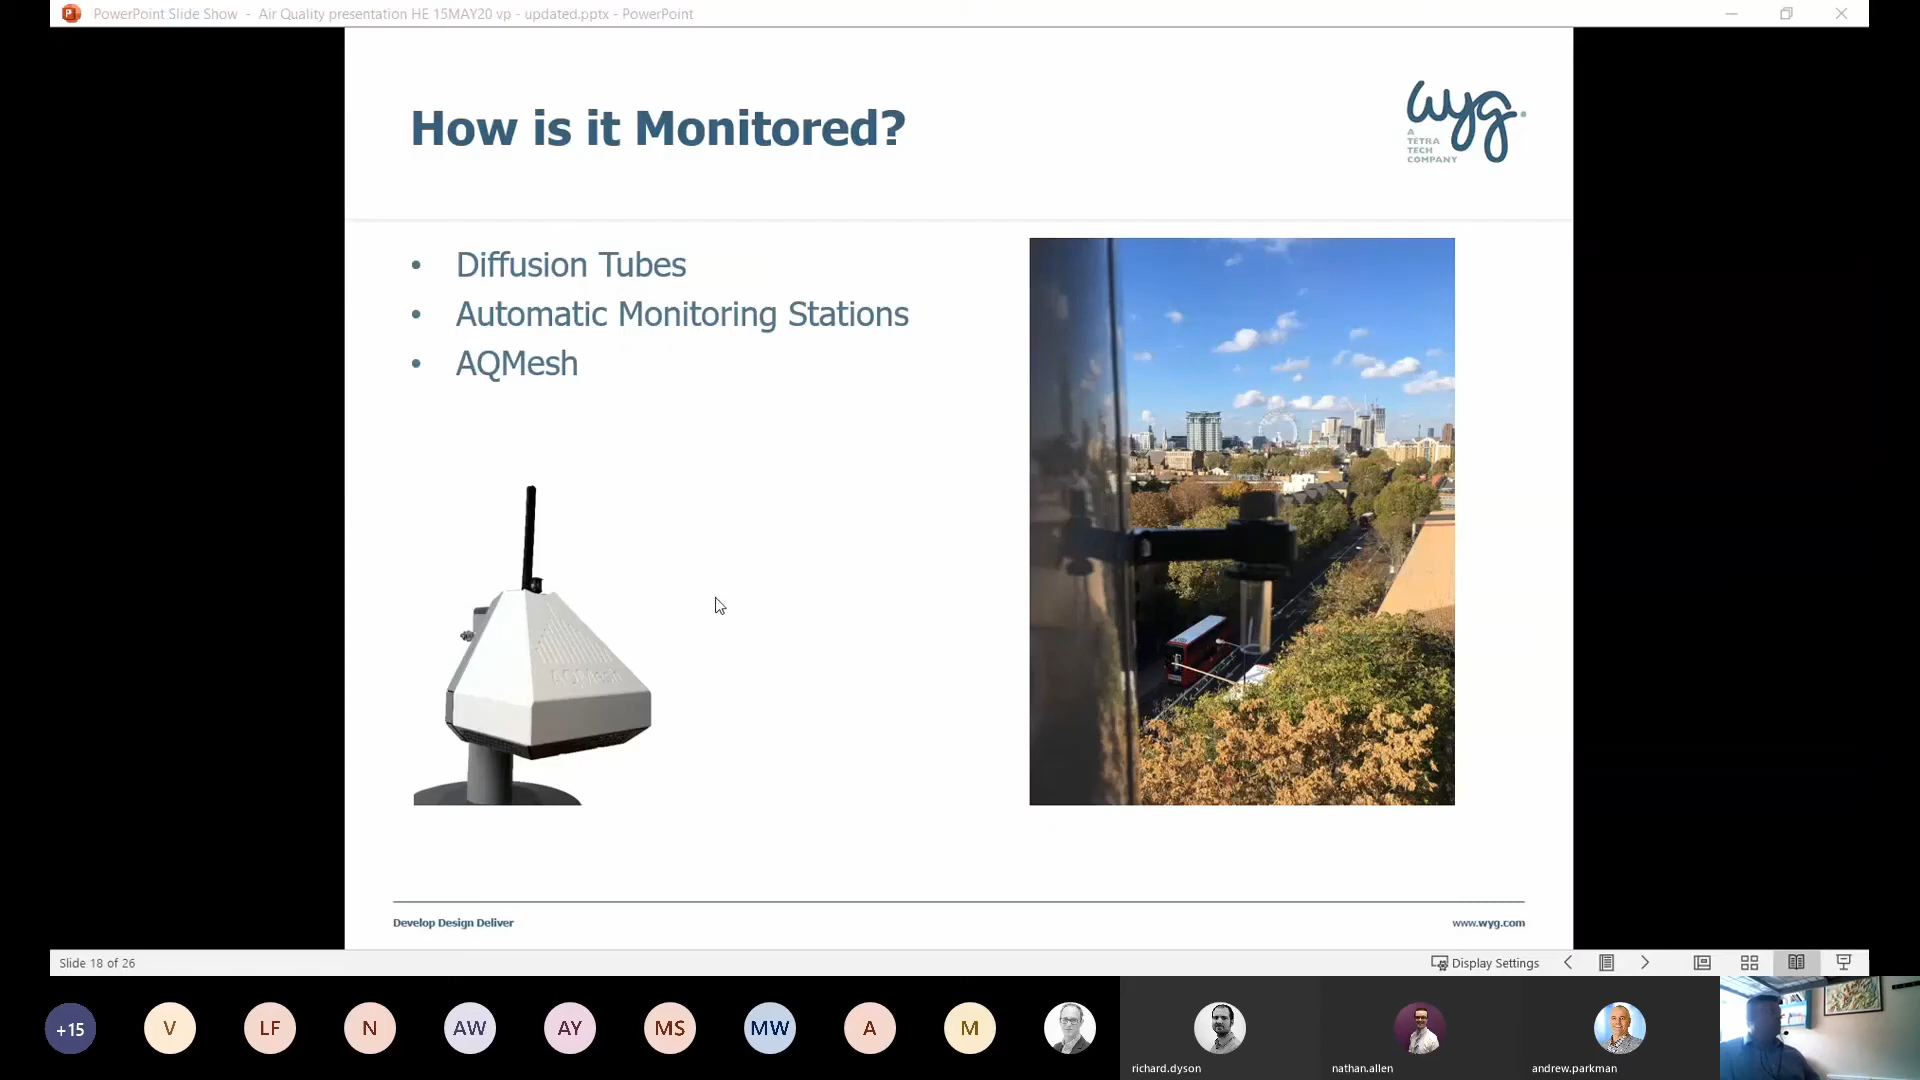 PowerPoint Slide Show - Air Quality presentation HE 15MAY20 vp - updated.pptx - PowerPoint
How is it Monitored?
wyg.
A
TETRA
TECH
COMPANY
• Diffusion Tubes
• Automatic Monitoring Stations
• AQMesh
AQMesh
Develop Design Deliver
www.wyg.com
Slide 18 of 26
Display Settings
+15
V
LF
N
AW
AY
MS
MW
A
M
richard.dyson
nathan.allen
andrew.parkman